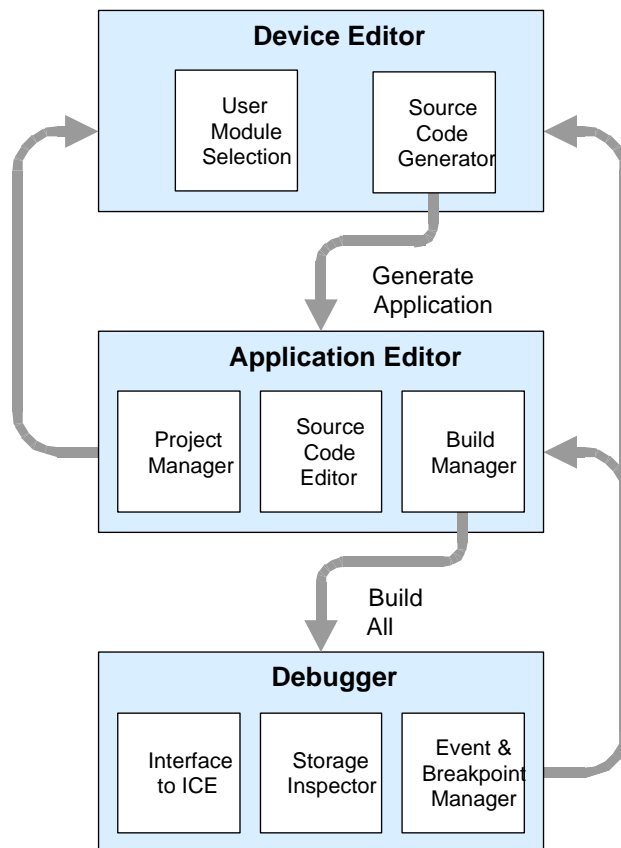 Device Editor
User
Module
Selection
Source
Code
Generator
Generate
Application
Application Editor
Project
Manager
Source
Code
Editor
Build
Manager
Build
All
Debugger
Interface
to ICE
Storage
Inspector
Event &
Breakpoint
Manager